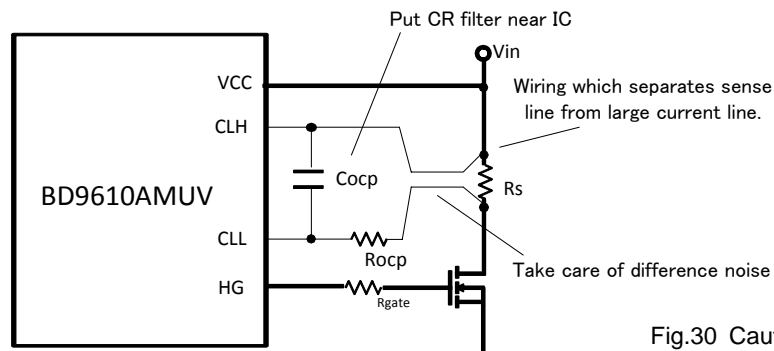 Put CR filter near IC
Vin
VCC
Wiring which separates sense
line from large current line.
CLH
Cocp
Rs
BD9610AMUV
CLL
Rocp
Take care of difference noise
HG
Rgate
Fig.30 Cau